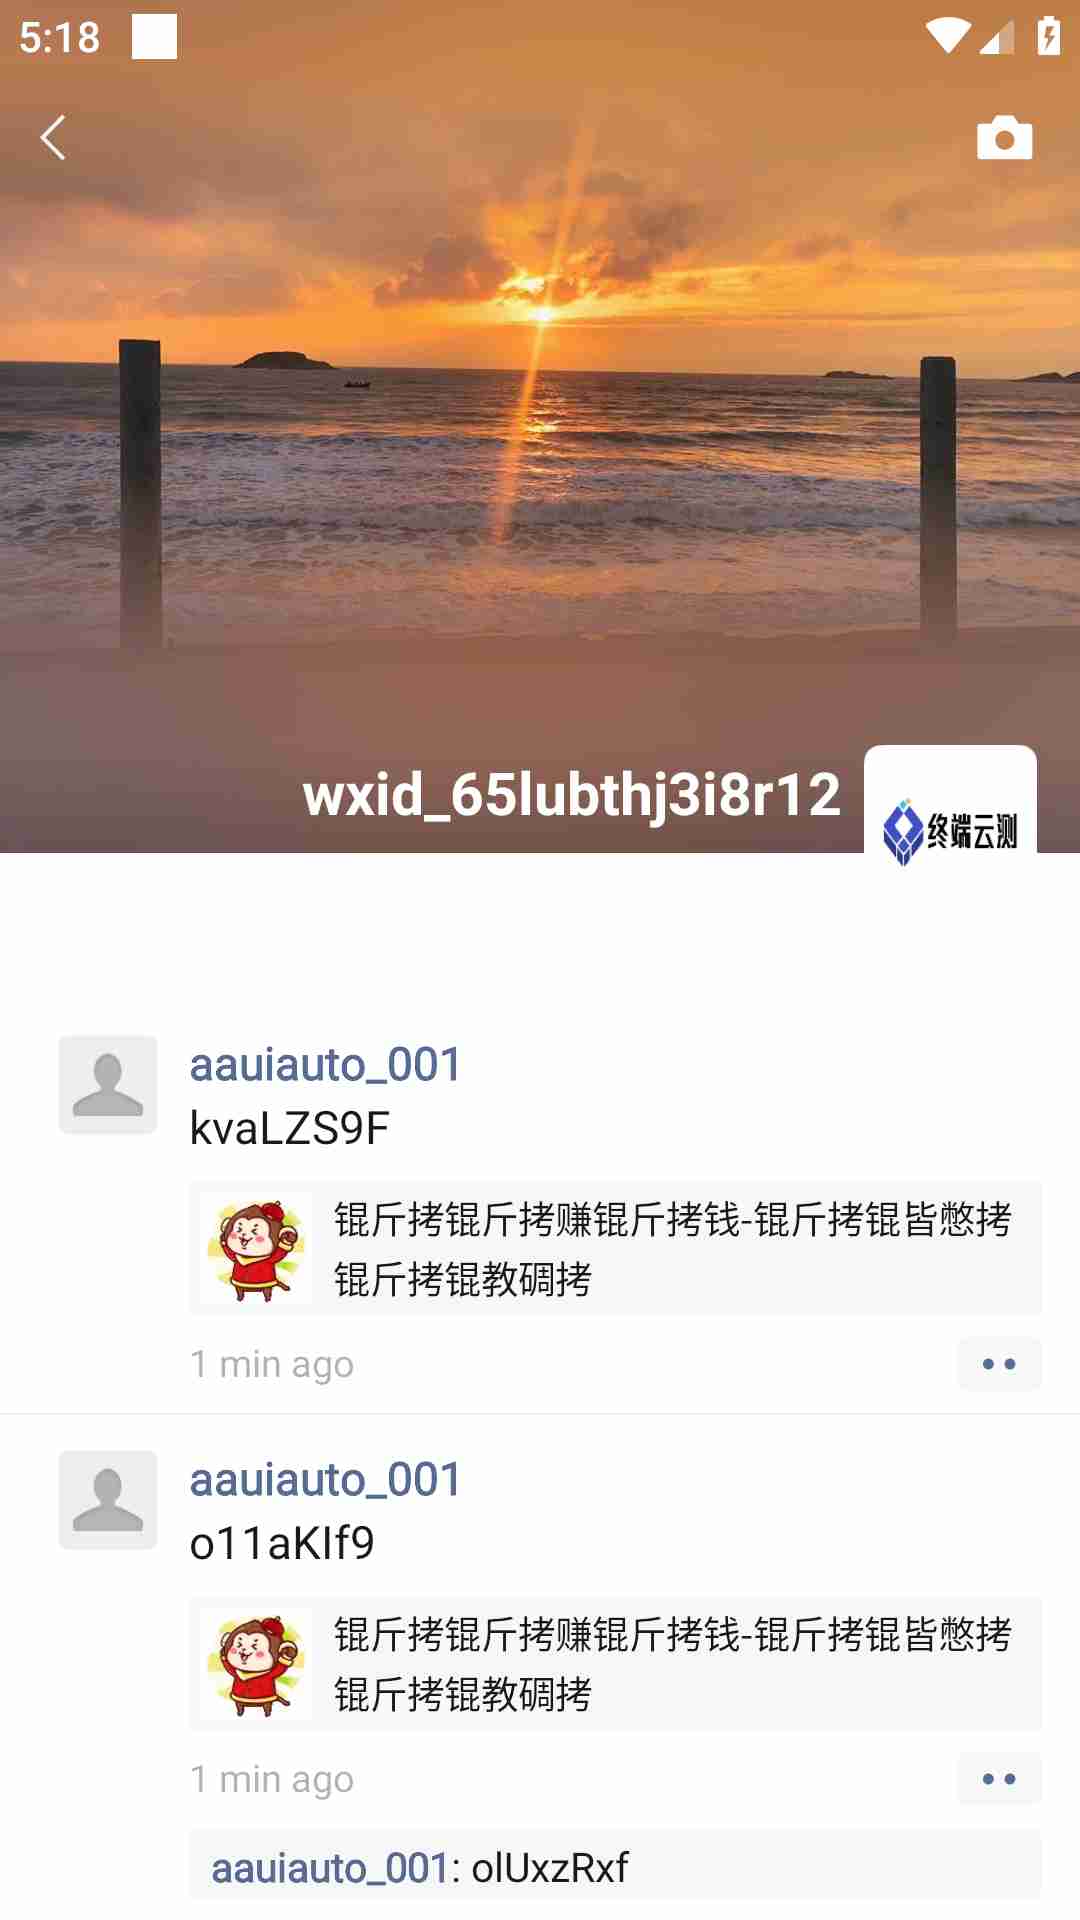 5:18
wxid_65lubthj3i8r12
终端云测
aauiauto_001
kvaLZS9F
锟斤拷锟斤拷赚锟斤拷钱-锟斤拷锟皆憋拷
锟斤拷锟教碉拷
1 min ago
aauiauto_001
o11aKIf9
锟斤拷锟斤拷赚锟斤拷钱-锟斤拷锟皆憋拷
锟斤拷锟教碉拷
1 min ago
aauiauto_001: olUxzRxf